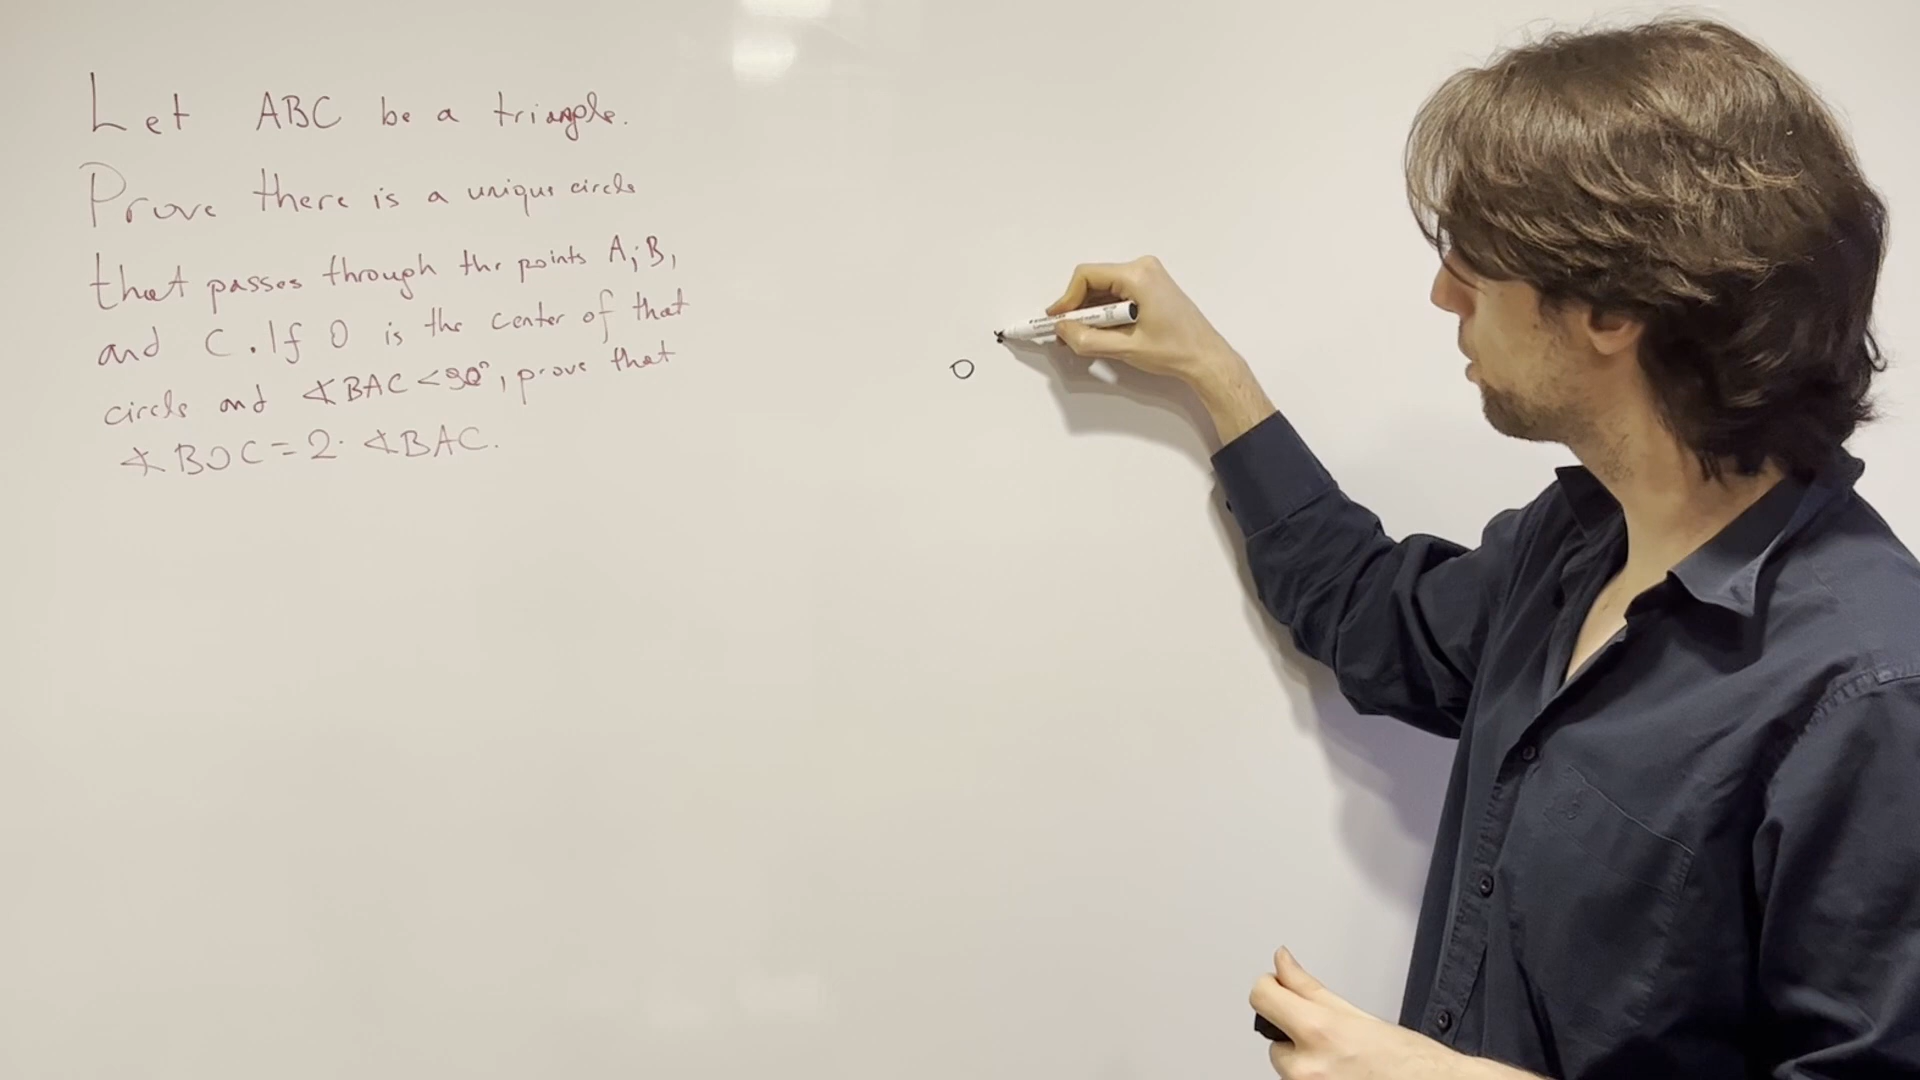 Let ABC be a triangle.
Prove there is a unique circle
that passes through the points A, B,
and C. If O is the center of that
circle and ∢BAC < 90°, prove that
∢BOC = 2· ∢BAC.
O